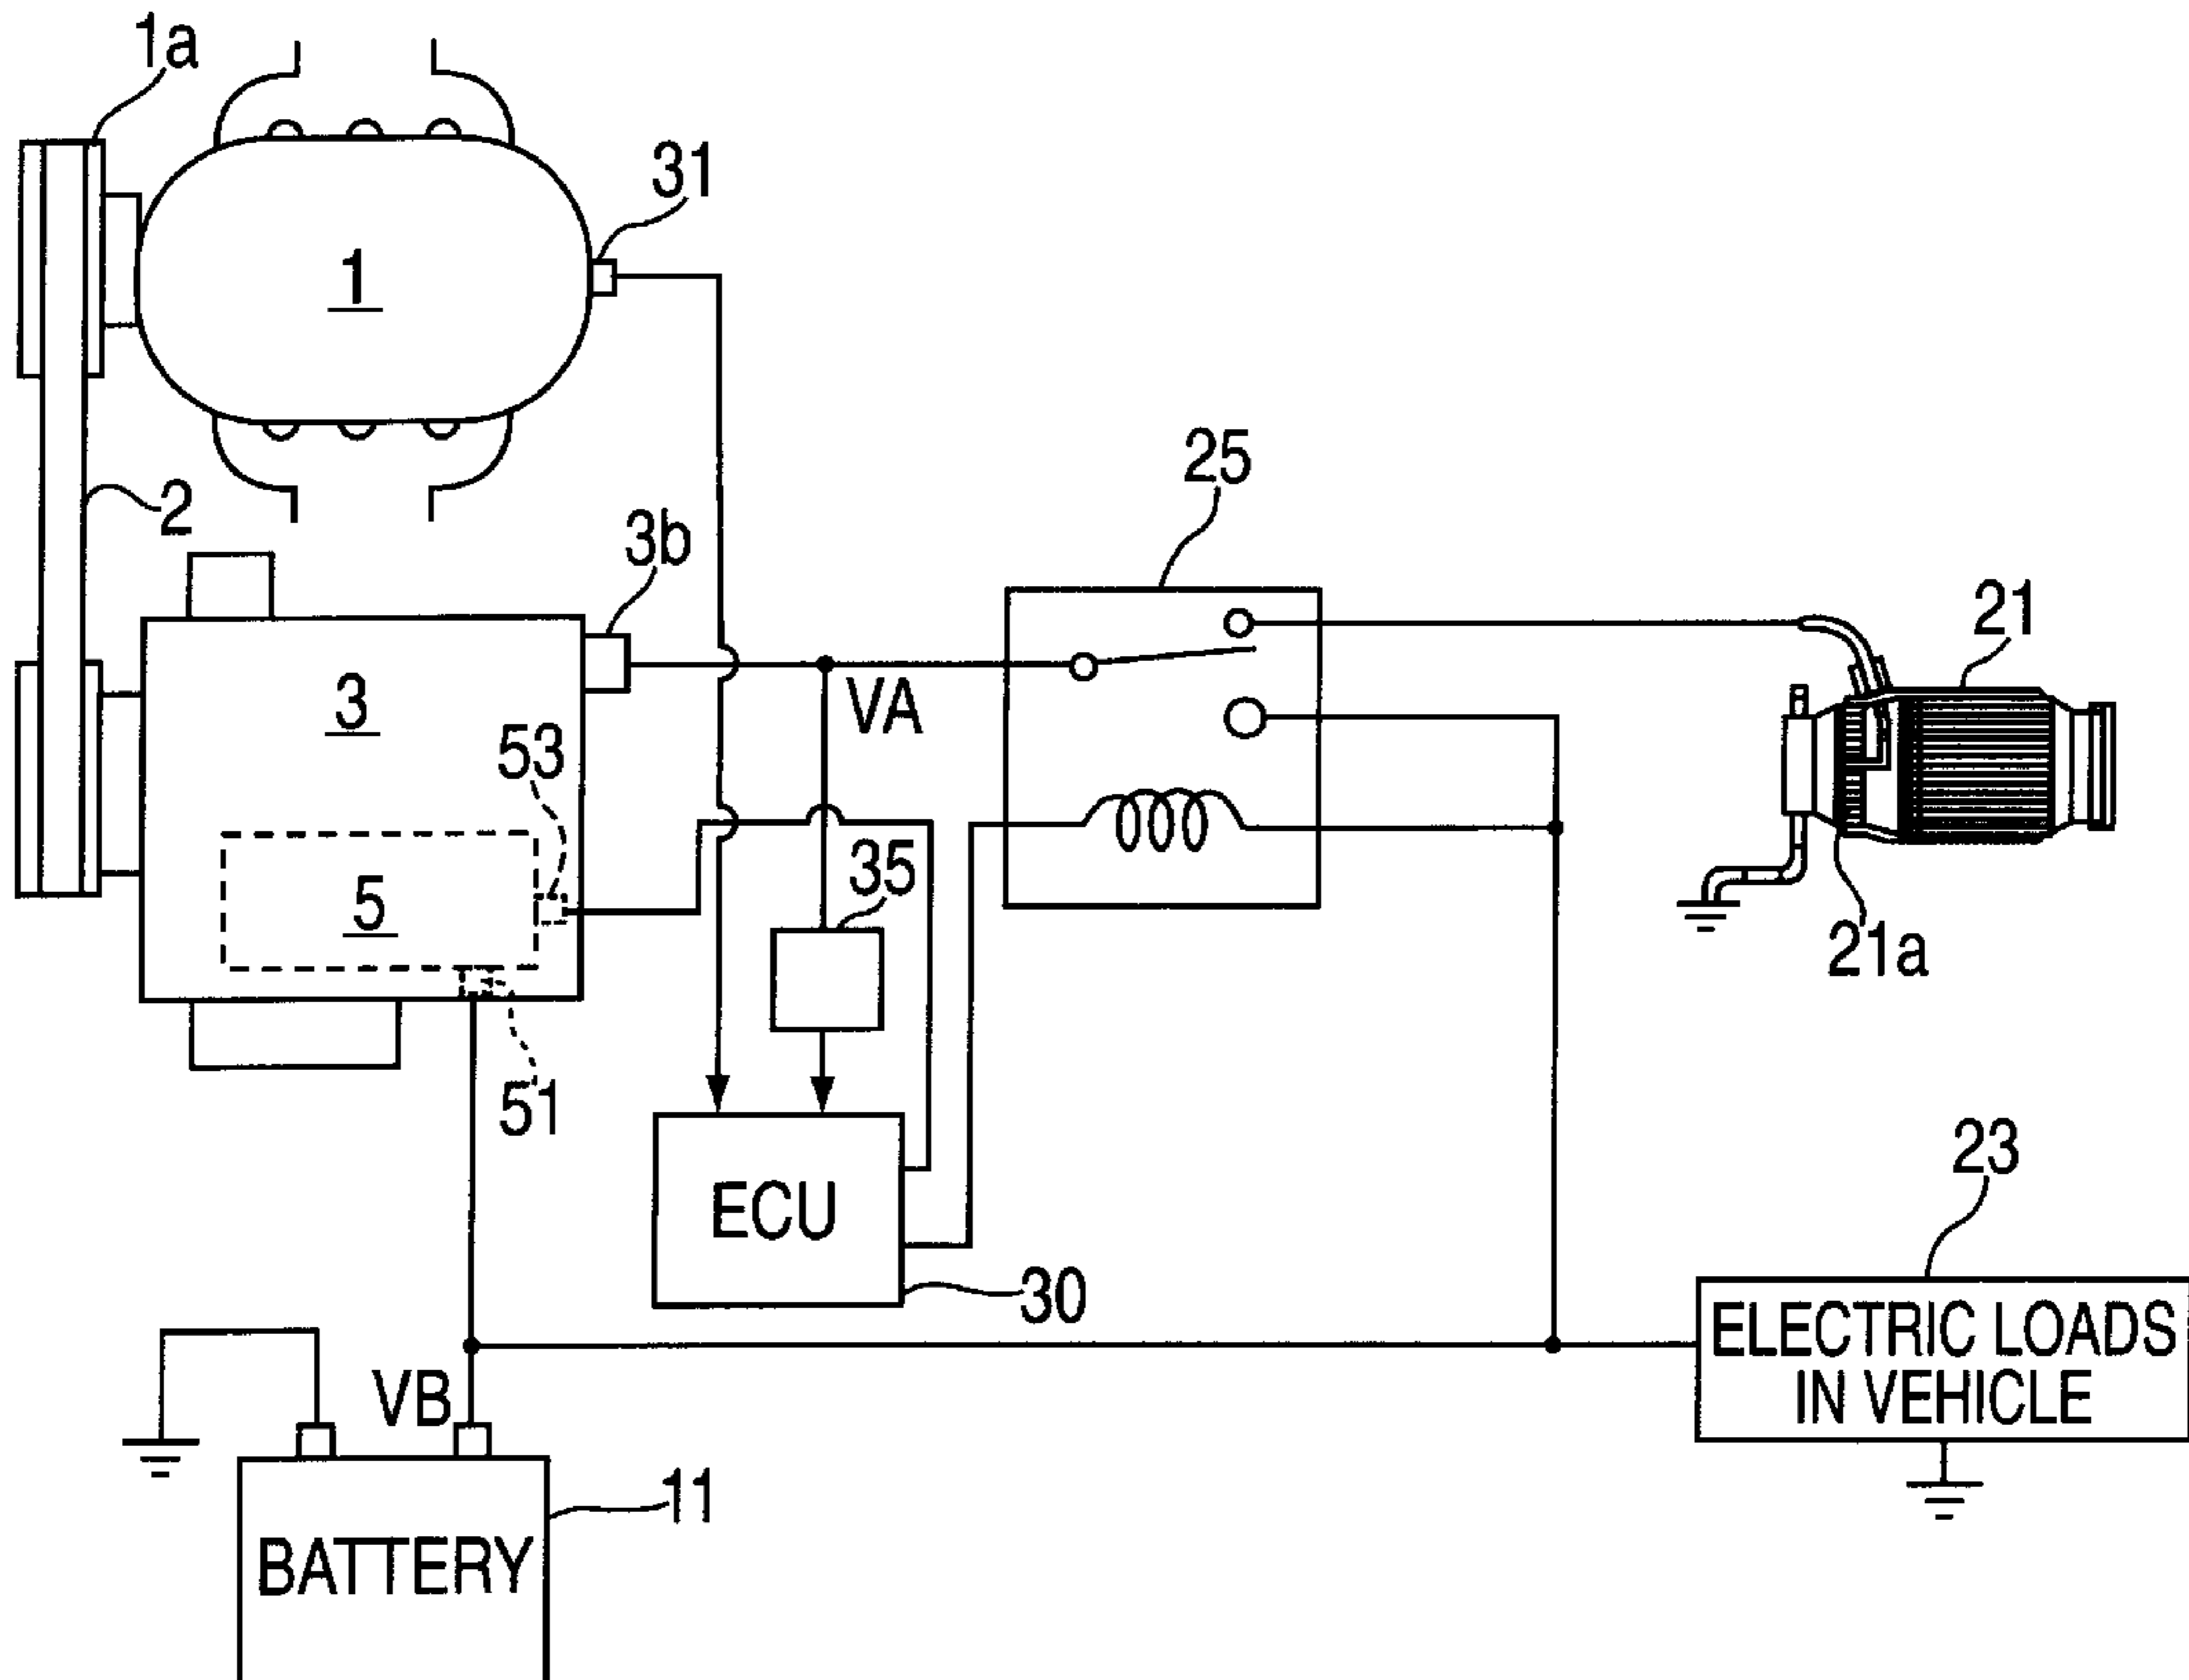 1a
31
1
2
3b
25
21
3
VA
53
35
5
21a
51
23
ECU
30
ELECTRIC LOADS
IN VEHICLE
VB
11
BATTERY